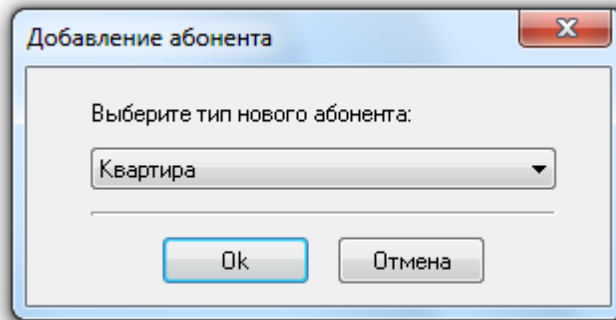 Добавление абонента
Выберите тип нового абонента:
Квартира
Ok
Отмена